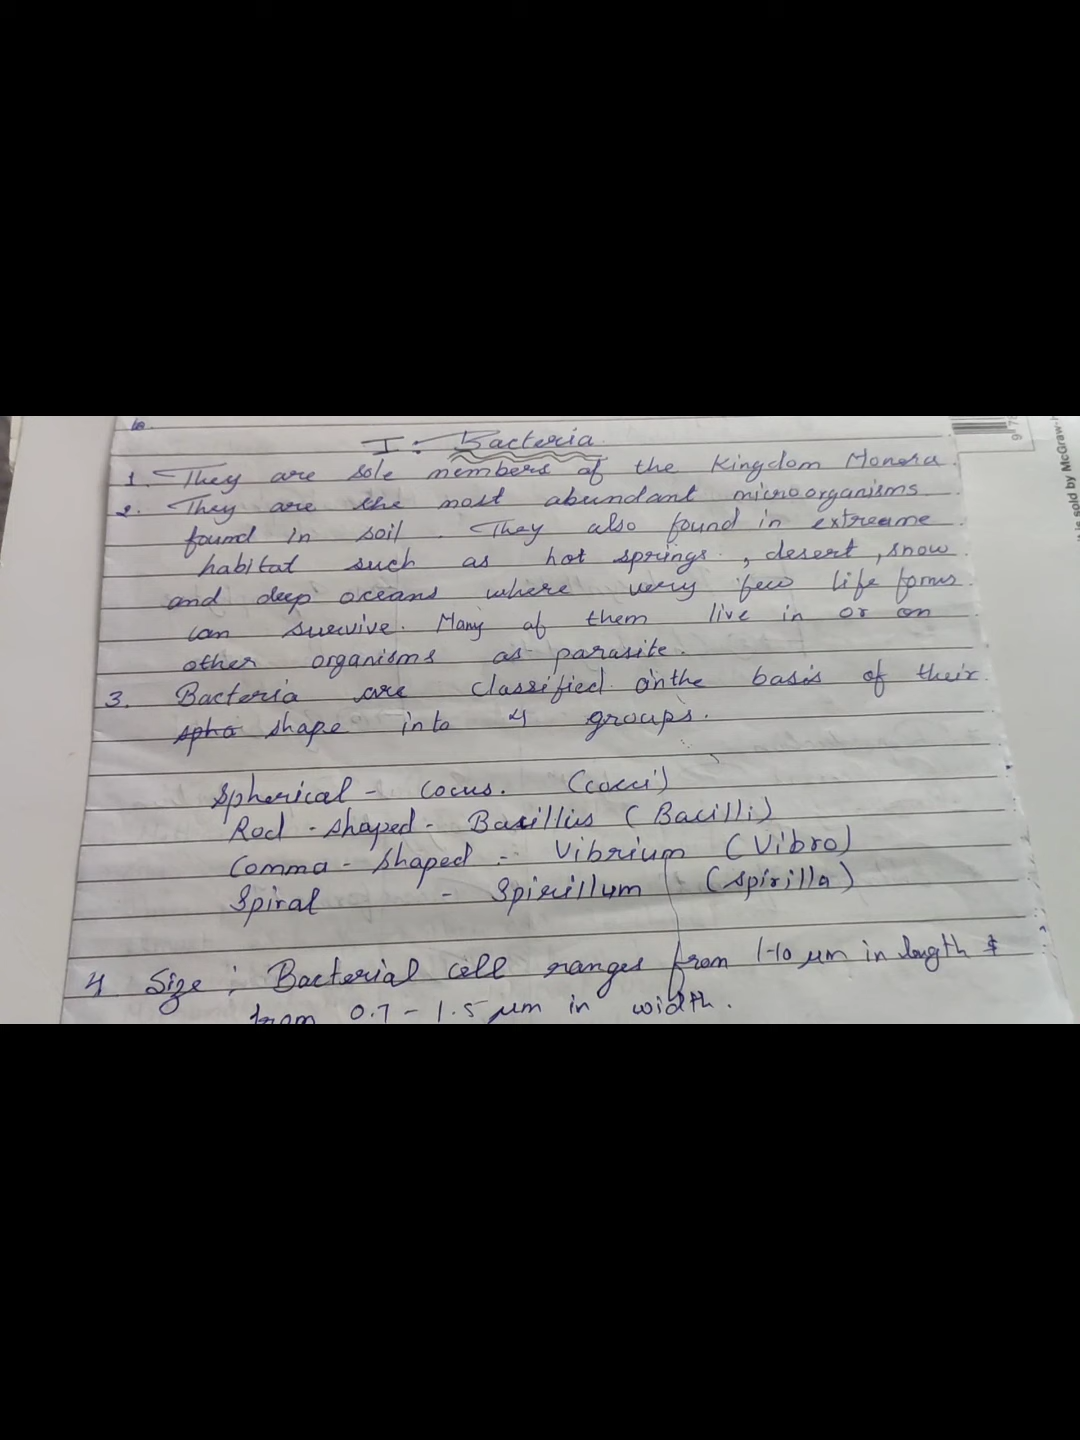 I. Bacteria
1. They are sole members of the Kingdom Monera.
2. They are the most abundant microorganisms
found in soil. They also found in extreame
habitat such as hot springs, desert, snow
and deep oceans where very few life forms
can survive. Many of them live in or on
other organisms as parasite.
3. Bacteria are classified on the basis of their
spho shape into 4 groups.
Spherical - Cocus. (cocci)
Rod - shaped - Bacillus (Bacilli)
Comma - shaped - Vibrium (Vibro)
Spiral - Spirillum (spirilla)
4 Size : Bacterial cell ranges from 1-10 μm in length &
from 0.7 - 1.5 μm in width.
sold by McGraw-